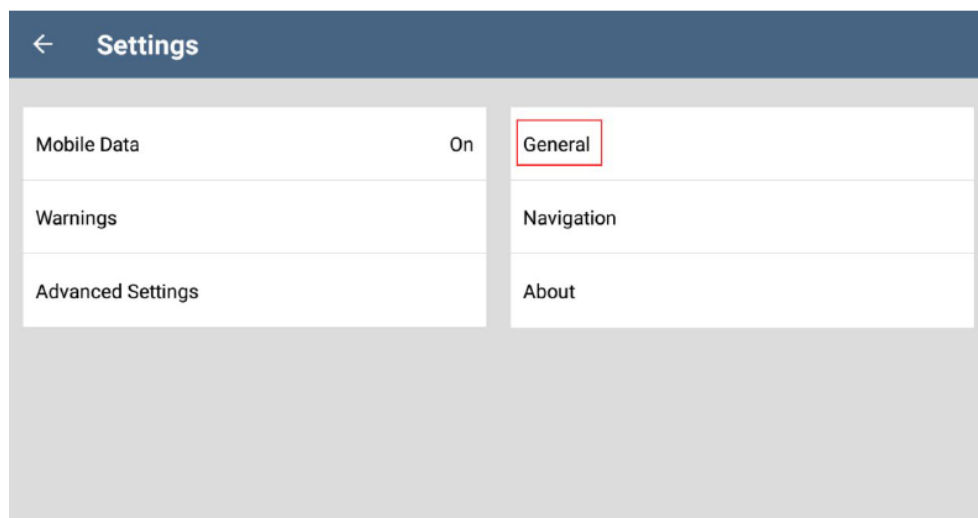 Settings
Mobile Data On
Warnings
Advanced Settings
General
Navigation
About